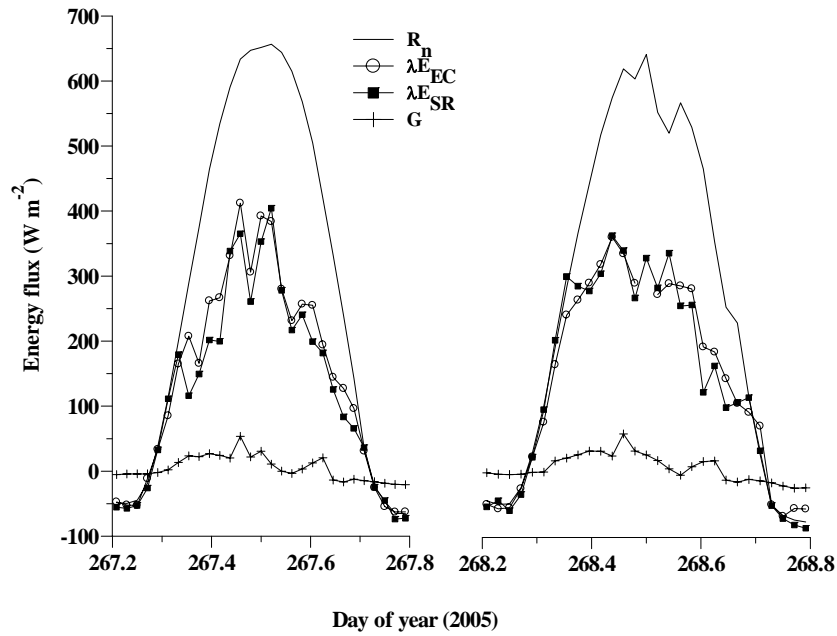 700
600
500
400
300
200
100
0
-100
Energy flux (W m-2)
Rn
λEEC
λESR
G
267.2 267.4 267.6 267.8
268.2 268.4 268.6 268.8
Day of year (2005)